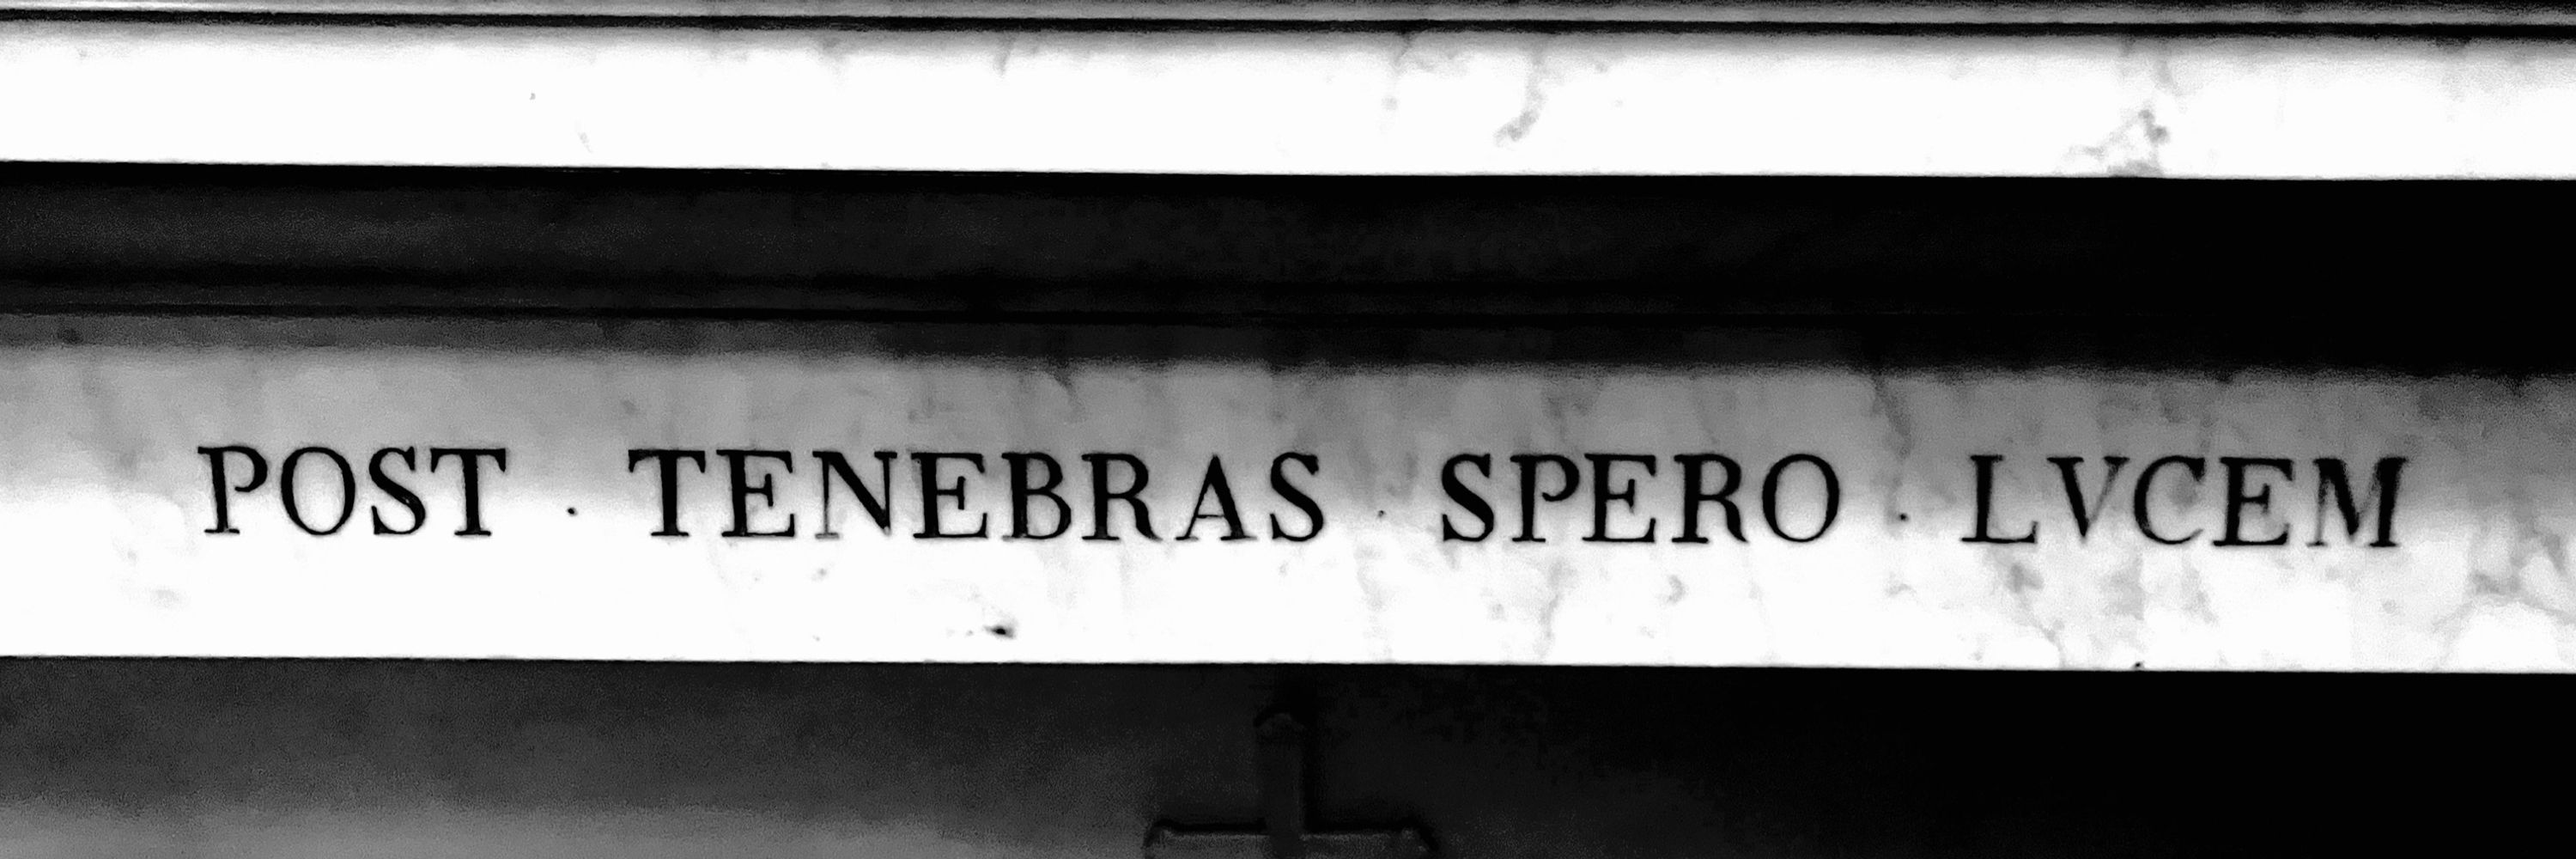 POST · TENEBRAS · SPERO · LVCEM